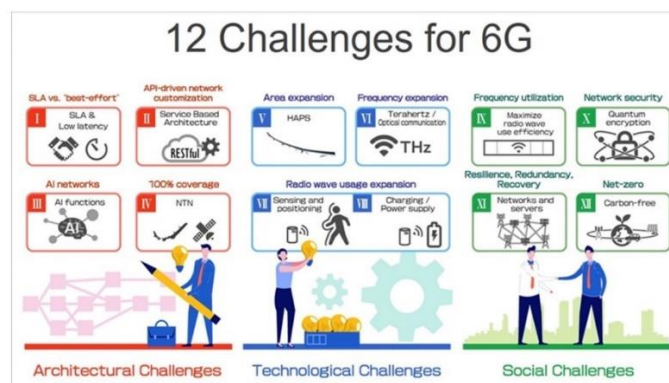 12 Challenges for 6G
SLA vs. "best-effort"
I
SLA &
Low latency
API-driven network
customization
II
Service Based
Architecture
RESTful
AI networks
III
AI functions
AI
100% coverage
IV
NTN
Area expansion
V
HAPS
Frequency expansion
VI
Terahertz /
Optical communication
THz
Radio wave usage expansion
VII
Sensing and
positioning
VIII
Charging /
Power supply
Frequency utilization
IX
Maximize
radio wave
use efficiency
Network security
X
Quantum
encryption
Resilience, Redundancy,
Recovery
XI
Networks and
servers
Net-zero
XII
Carbon-free
Architectural Challenges
Technological Challenges
Social Challenges